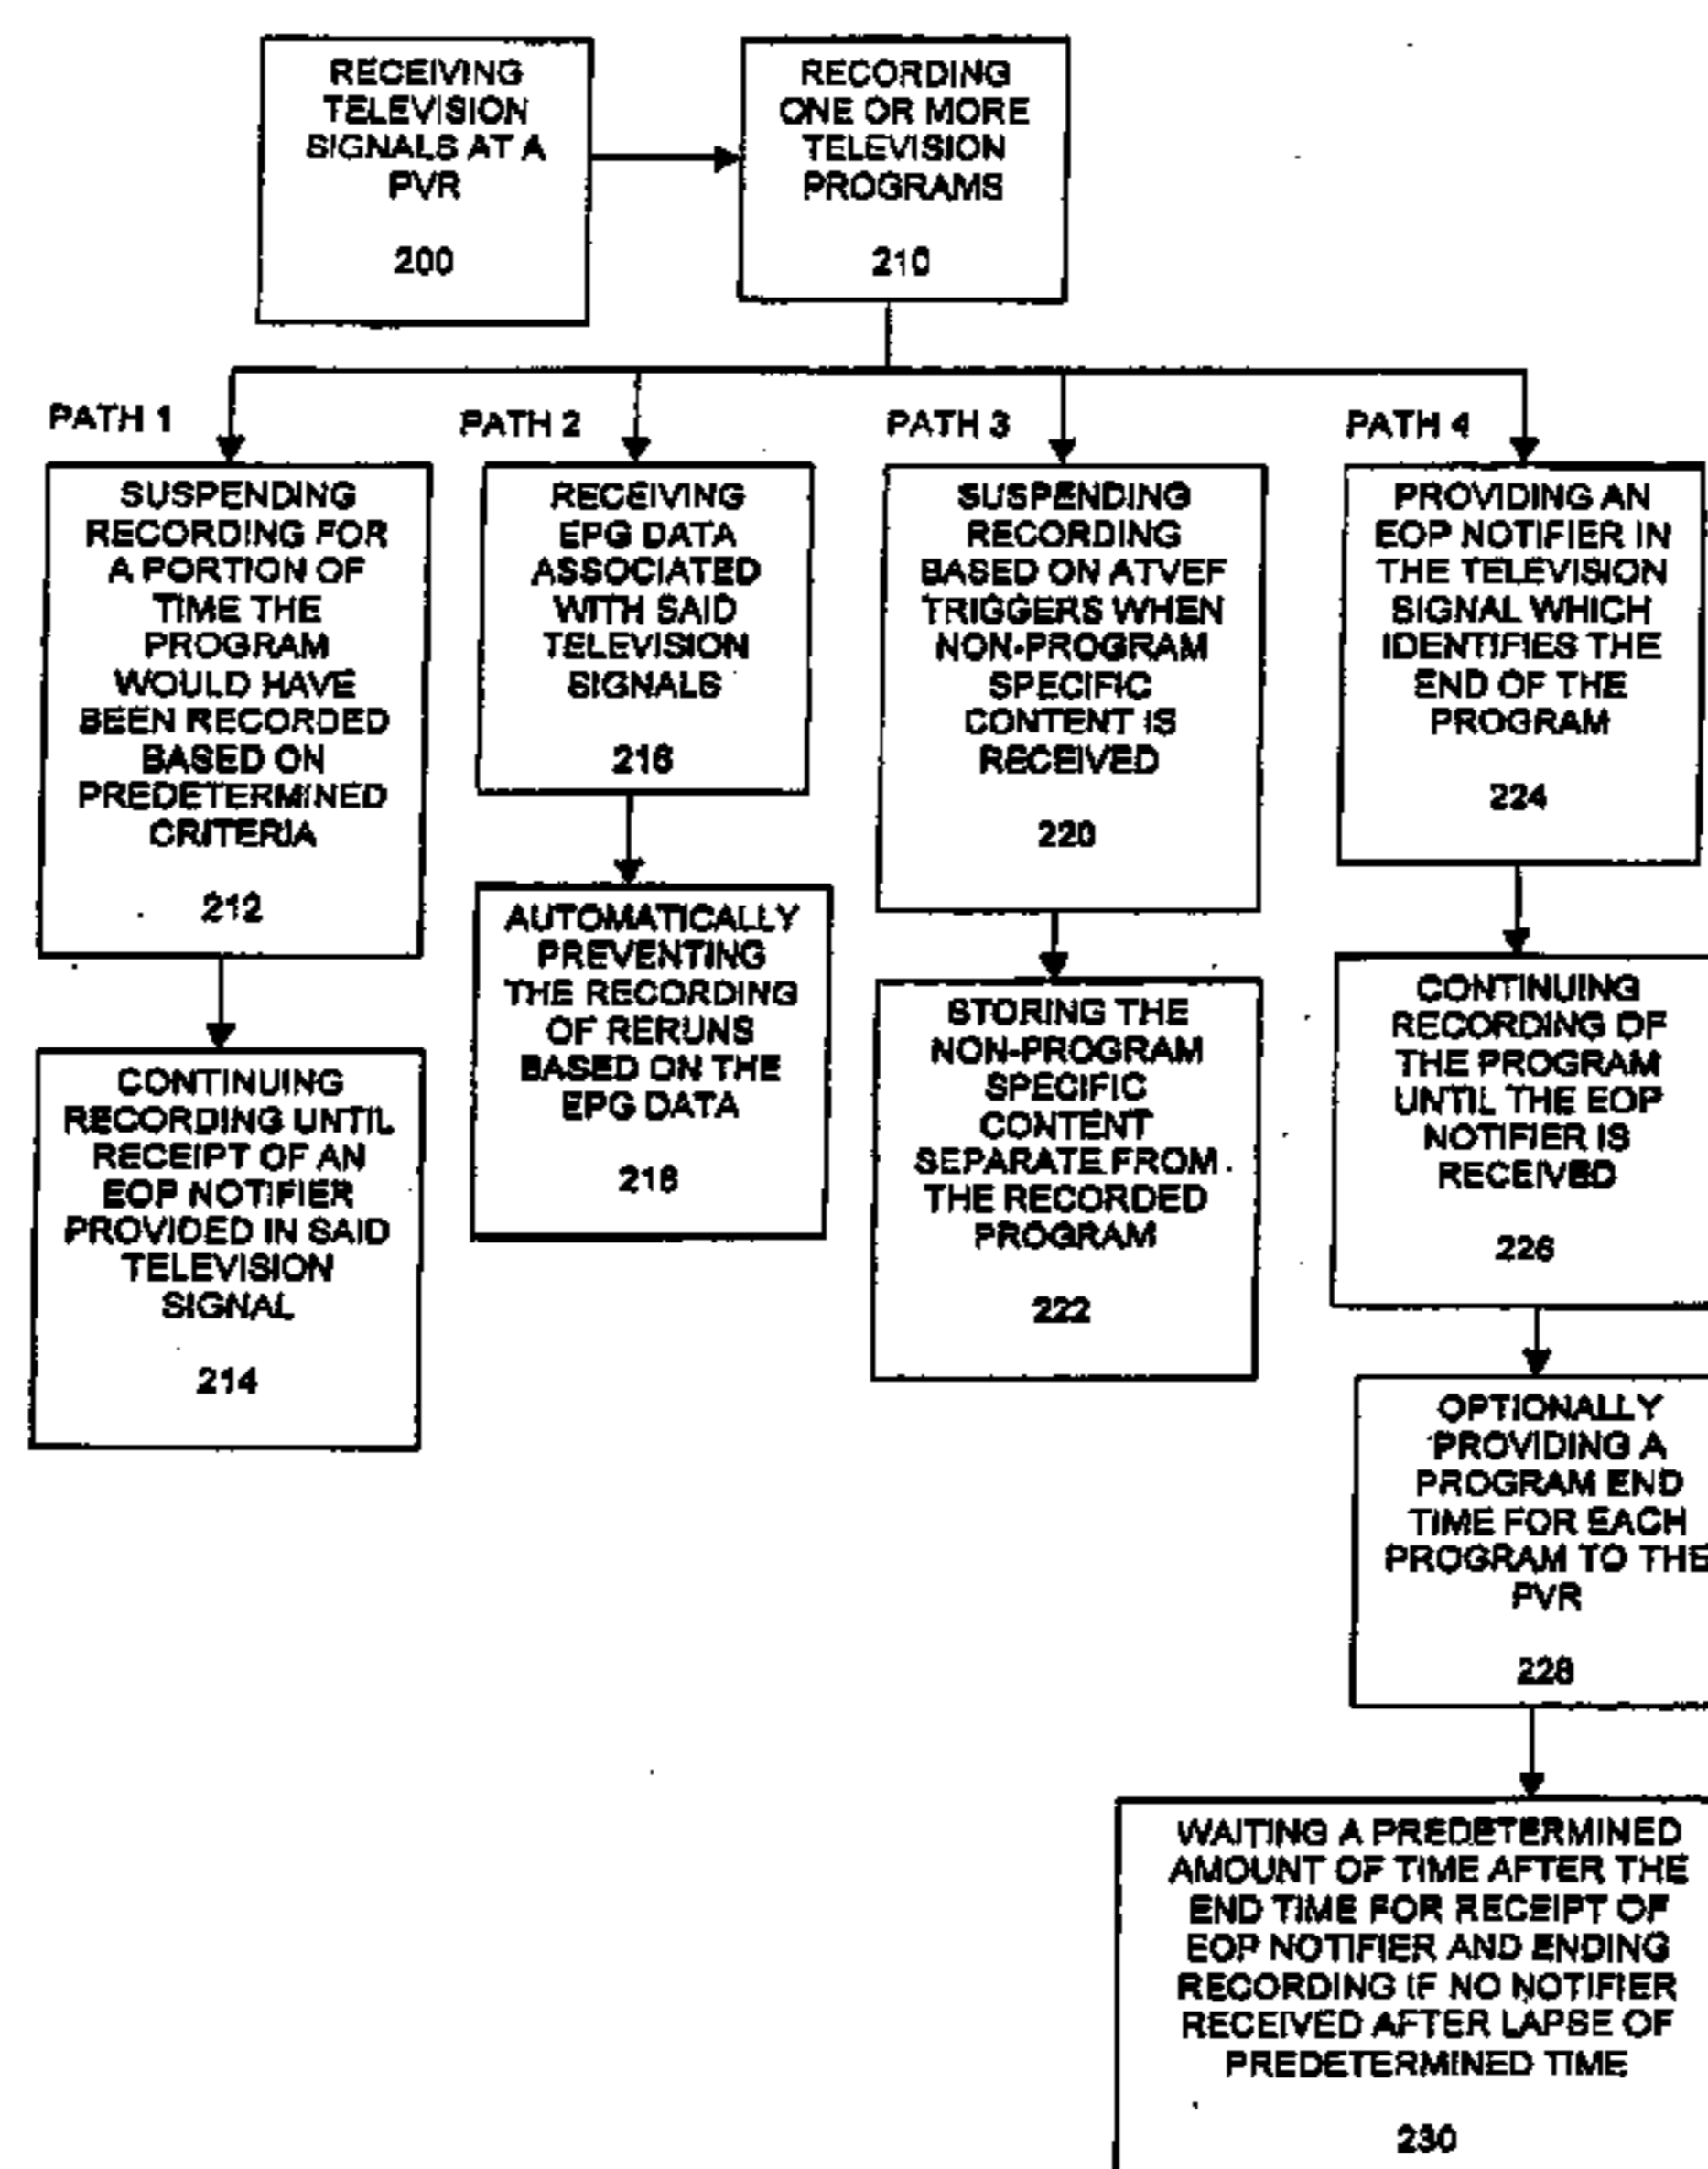 RECEIVING
TELEVISION
SIGNALS AT A
PVR
200
RECORDING
ONE OR MORE
TELEVISION
PROGRAMS
210
PATH 1
SUSPENDING
RECORDING FOR
A PORTION OF
TIME THE
PROGRAM
WOULD HAVE
BEEN RECORDED
BASED ON
PREDETERMINED
CRITERIA
212
CONTINUING
RECORDING UNTIL
RECEIPT OF AN
EOP NOTIFIER
PROVIDED IN SAID
TELEVISION
SIGNAL
214
PATH 2
RECEIVING
EPG DATA
ASSOCIATED
WITH SAID
TELEVISION
SIGNALS
216
AUTOMATICALLY
PREVENTING
THE RECORDING
OF RERUNS
BASED ON THE
EPG DATA
218
PATH 3
SUSPENDING
RECORDING
BASED ON ATVEF
TRIGGERS WHEN
NON-PROGRAM
SPECIFIC
CONTENT IS
RECEIVED
220
STORING THE
NON-PROGRAM
SPECIFIC
CONTENT
SEPARATE FROM
THE RECORDED
PROGRAM
222
PATH 4
PROVIDING AN
EOP NOTIFIER IN
THE TELEVISION
SIGNAL WHICH
IDENTIFIES THE
END OF THE
PROGRAM
224
CONTINUING
RECORDING OF
THE PROGRAM
UNTIL THE EOP
NOTIFIER IS
RECEIVED
226
OPTIONALLY
PROVIDING A
PROGRAM END
TIME FOR EACH
PROGRAM TO THE
PVR
228
WAITING A PREDETERMINED
AMOUNT OF TIME AFTER THE
END TIME FOR RECEIPT OF
EOP NOTIFIER AND ENDING
RECORDING IF NO NOTIFIER
RECEIVED AFTER LAPSE OF
PREDETERMINED TIME
230